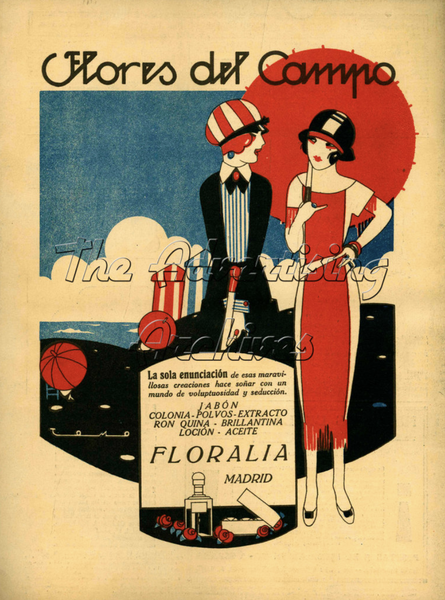 Flores del Campo
The Advertising
Archives
La sola enunciación de esas maravi-
llosas creaciones hace soñar con un
mundo de voluptuosidad y seducción.
JABÓN
COLONIA-POLVOS-EXTRACTO
RON QUINA - BRILLANTINA
LOCIÓN - ACEITE
FLORALIA
MADRID